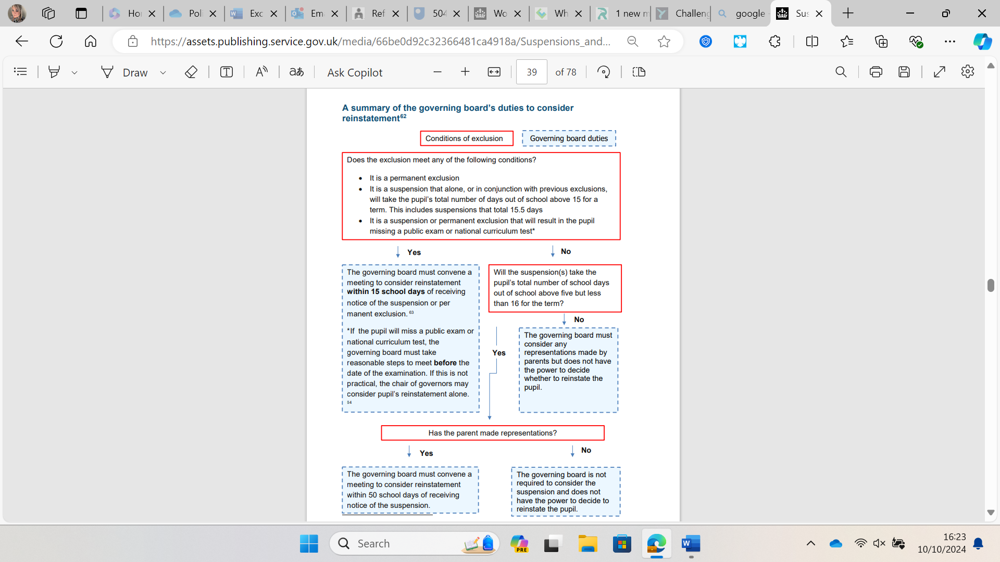 Ho
Poli
Exc
Em
Ref
504
Wo
Wh
1 new m
Challeng
google
Sus
https://assets.publishing.service.gov.uk/media/66be0d92c32366481ca4918a/Suspensions_and...
Draw
T
A
aあ
Ask Copilot
39
of 78
A summary of the governing board’s duties to consider
reinstatement62
Conditions of exclusion
Governing board duties
Does the exclusion meet any of the following conditions?
• It is a permanent exclusion
• It is a suspension that alone, or in conjunction with previous exclusions,
will take the pupil’s total number of days out of school above 15 for a
term. This includes suspensions that total 15.5 days
• It is a suspension or permanent exclusion that will result in the pupil
missing a public exam or national curriculum test*
Yes
No
The governing board must convene a
meeting to consider reinstatement
within 15 school days of receiving
notice of the suspension or per
manent exclusion. 63
*If the pupil will miss a public exam or
national curriculum test, the
governing board must take
reasonable steps to meet before the
date of the examination. If this is not
practical, the chair of governors may
consider pupil’s reinstatement alone.
64
Will the suspension(s) take the
pupil’s total number of school days
out of school above five but less
than 16 for the term?
No
Yes
The governing board must
consider any
representations made by
parents but does not have
the power to decide
whether to reinstate the
pupil.
Has the parent made representations?
Yes
No
The governing board must convene a
meeting to consider reinstatement
within 50 school days of receiving
notice of the suspension.
The governing board is not
required to consider the
suspension and does not
have the power to decide to
reinstate the pupil.
Search
PRE
16:23
10/10/2024